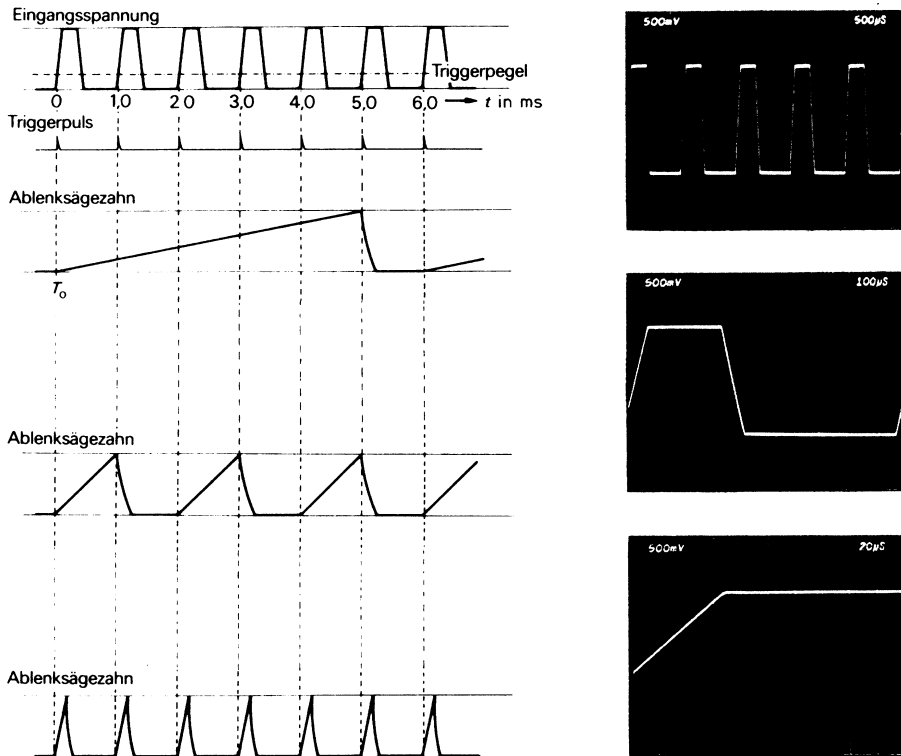 Eingangsspannung
Triggerpegel
0 1,0 2 0 3,0 4,0 5,0 6,0 t in ms
Triggerpuls
Ablenksägezahn
T₀
Ablenksägezahn
Ablenksägezahn
500mV 500µS
500mV 100µS
500mV 20µS